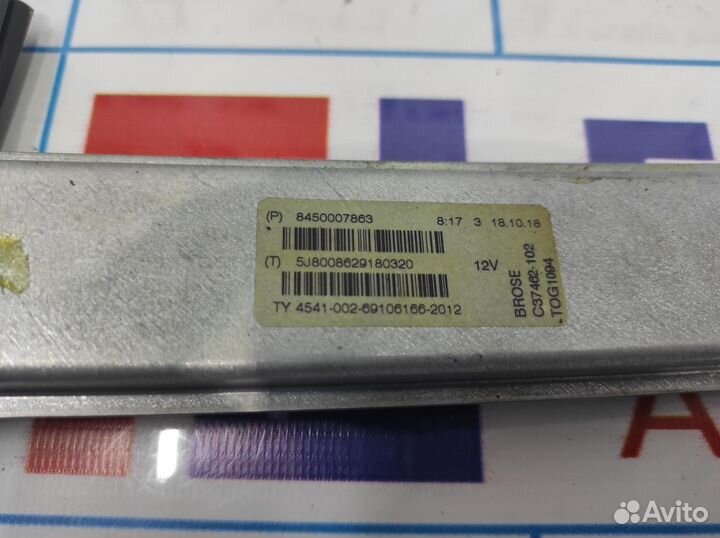 (P) 8450007863 8:17 3 18.10.18
(T) 5J8008629180320 12V
TY 4541-002-69106166-2012
BROSE
C37462-102
TOG1094
A
Avito